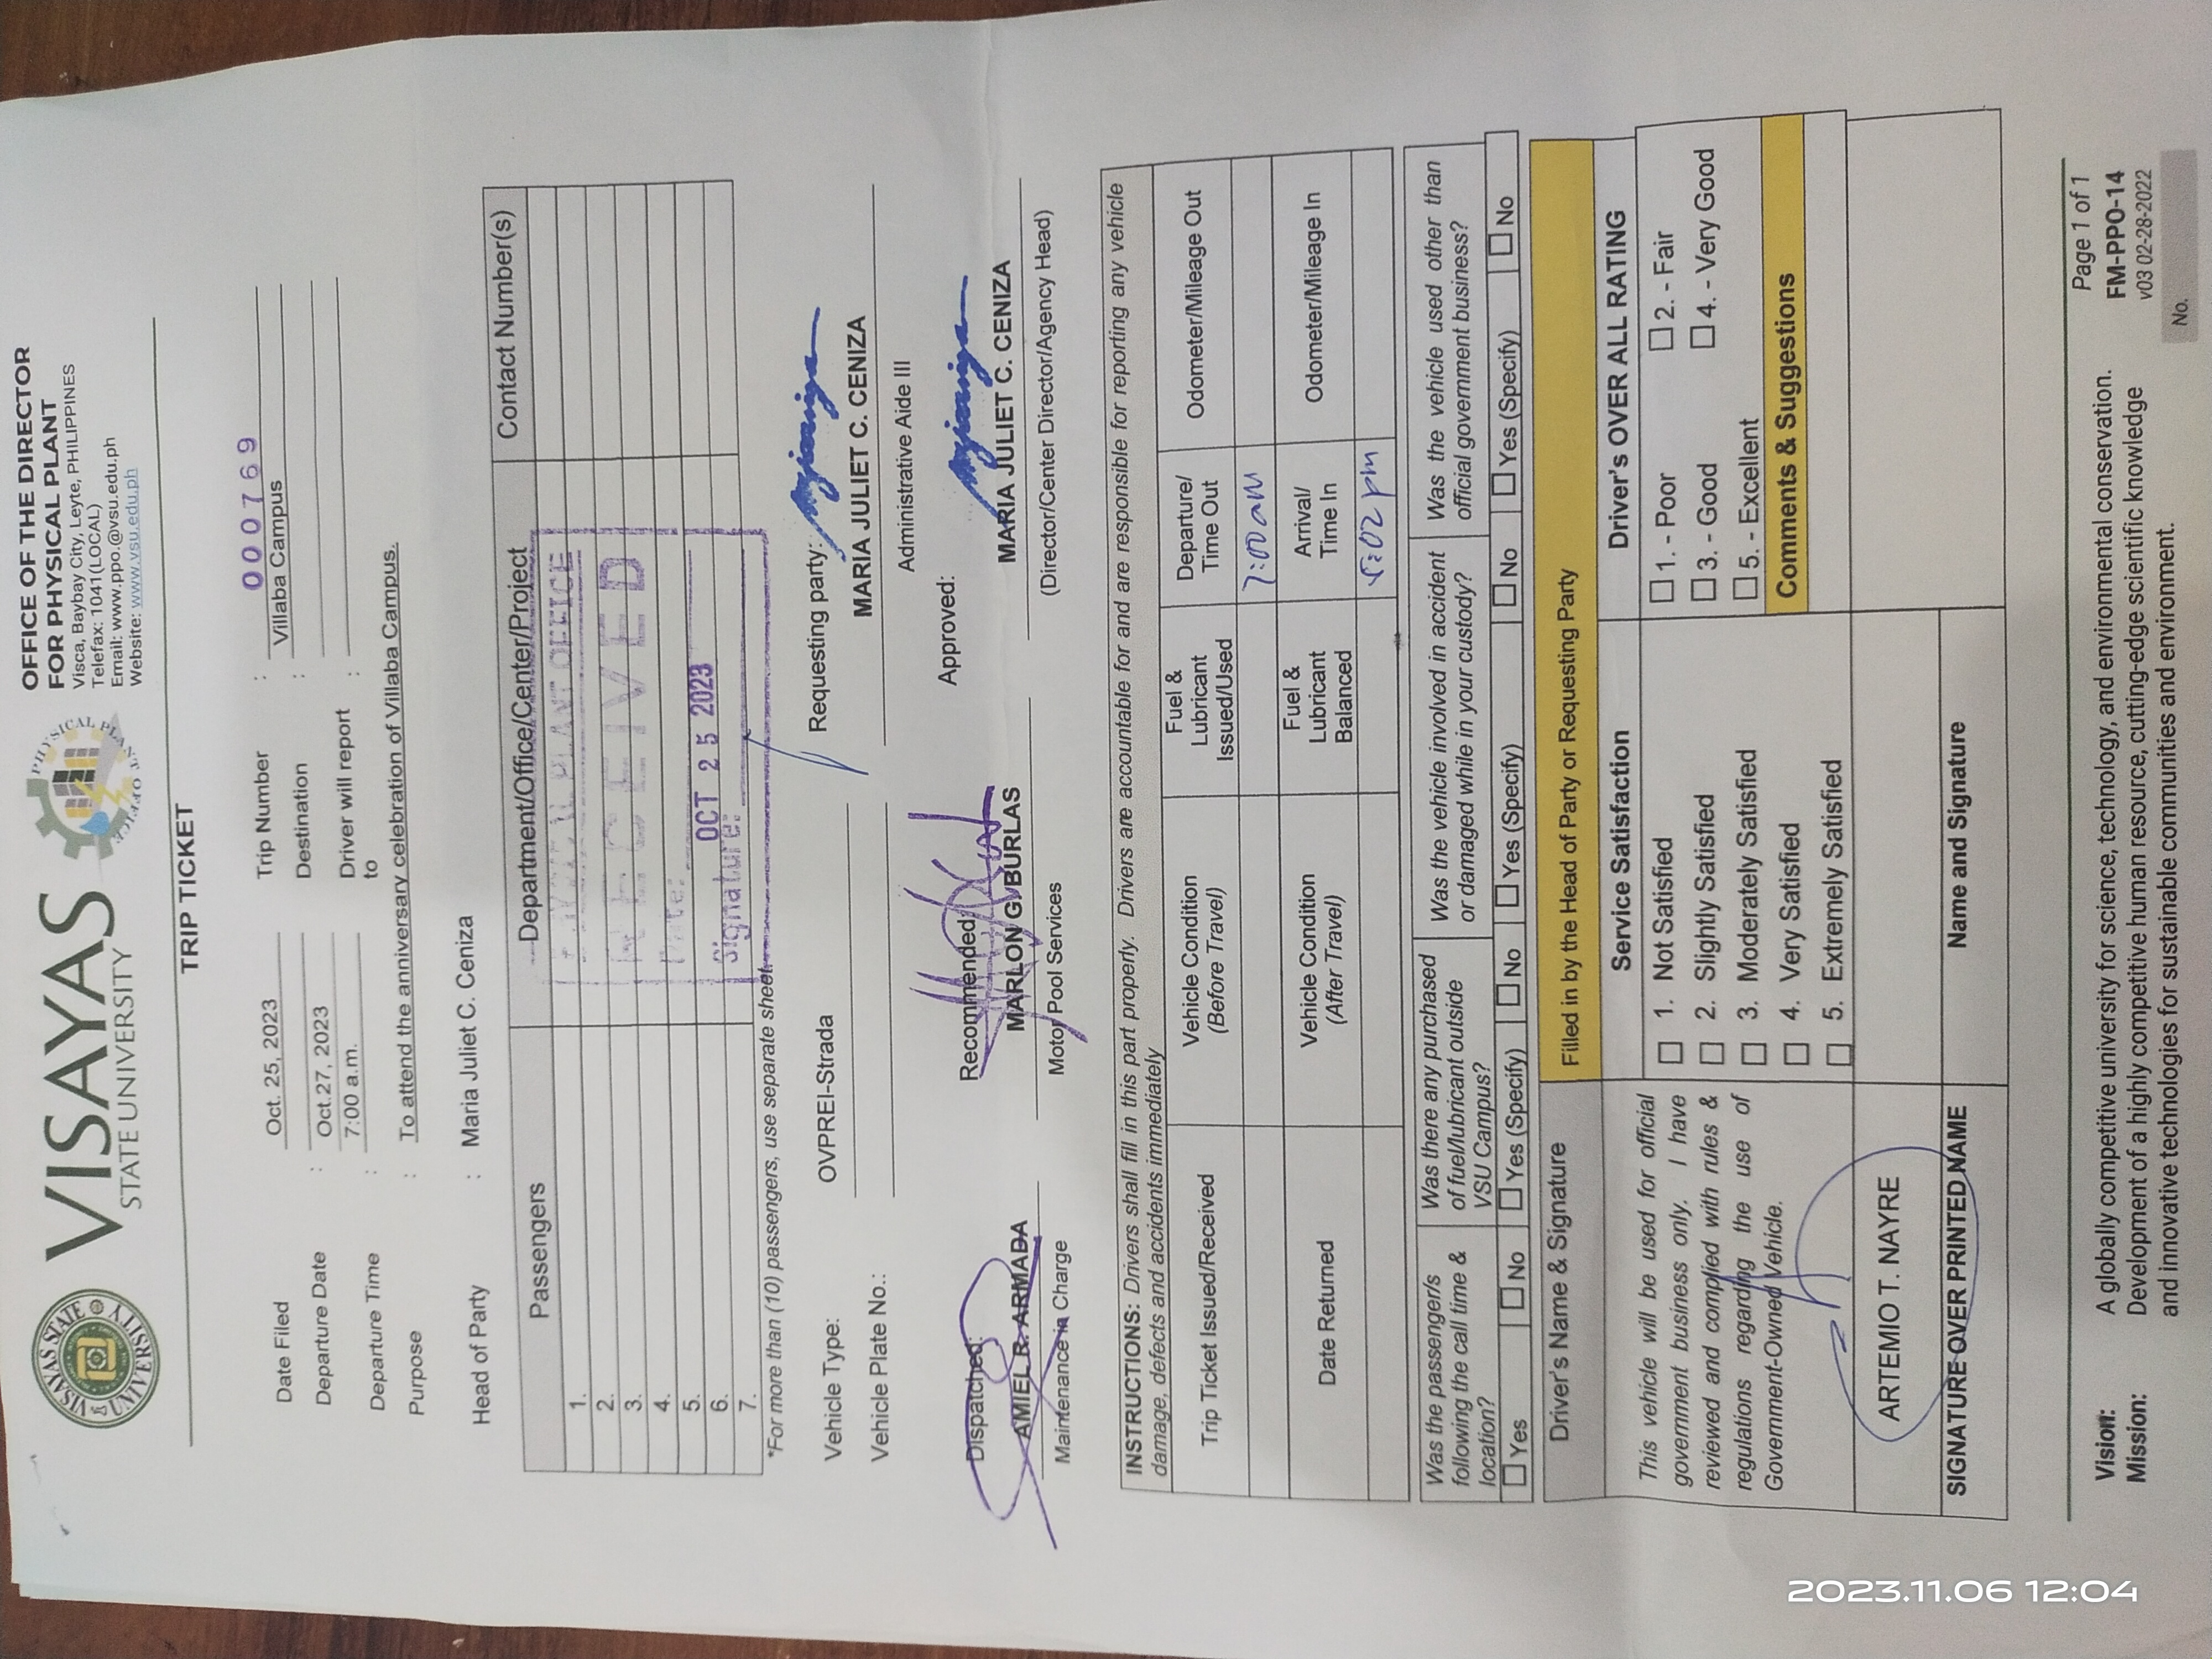 VISAYAS STATE UNIVERSITY
VISAYAS
STATE UNIVERSITY
PHYSICAL PLANT OFFICE
OFFICE OF THE DIRECTOR
FOR PHYSICAL PLANT
Visca, Baybay City, Leyte, PHILIPPINES
Telefax: 1041(LOCAL)
Email: www.ppo.@vsu.edu.ph
Website: www.vsu.edu.ph
TRIP TICKET
000769
Date Filed Oct. 25, 2023 Trip Number :
Departure Date : Oct.27, 2023 Destination : Villaba Campus
Departure Time : 7:00 a.m. Driver will report to :
Purpose : To attend the anniversary celebration of Villaba Campus.
Head of Party : Maria Juliet C. Ceniza
Passengers Department/Office/Center/Project Contact Number(s)
1.
2.
3.
4.
5.
6.
7.
PHYSICAL PLANT OFFICE
RECEIVED
Date:
OCT 25 2023
Signature:
*For more than (10) passengers, use separate sheet.
Vehicle Type: OVPREI-Strada
Vehicle Plate No.:
Requesting party:
MARIA JULIET C. CENIZA
Administrative Aide III
Dispatched: Recommended: Approved:
AMIEL R. ARMADA MARLON G. BURLAS MARIA JULIET C. CENIZA
Maintenance in Charge Motor Pool Services (Director/Center Director/Agency Head)
INSTRUCTIONS: Drivers shall fill in this part properly. Drivers are accountable for and are responsible for reporting any vehicle
damage, defects and accidents immediately
Trip Ticket Issued/Received Vehicle Condition (Before Travel) Fuel & Lubricant Issued/Used Departure/ Time Out Odometer/Mileage Out
7:00 am
Date Returned Vehicle Condition (After Travel) Fuel & Lubricant Balanced Arrival/ Time In Odometer/Mileage In
5:02 pm
Was the passenger/s following the call time & location?
Was there any purchased of fuel/lubricant outside VSU Campus?
Was the vehicle involved in accident or damaged while in your custody?
Was the vehicle used other than official government business?
Yes No Yes (Specify) No Yes (Specify) No Yes (Specify) No
Driver's Name & Signature Filled in by the Head of Party or Requesting Party
This vehicle will be used for official
government business only. I have
reviewed and complied with rules &
regulations regarding the use of
Government-Owned Vehicle.
Service Satisfaction
1. Not Satisfied
2. Slightly Satisfied
3. Moderately Satisfied
4. Very Satisfied
5. Extremely Satisfied
Driver's OVER ALL RATING
1. - Poor 2. - Fair
3. - Good 4. - Very Good
5. - Excellent
Comments & Suggestions
ARTEMIO T. NAYRE
SIGNATURE OVER PRINTED NAME Name and Signature
Vision: A globally competitive university for science, technology, and environmental conservation.
Mission: Development of a highly competitive human resource, cutting-edge scientific knowledge
and innovative technologies for sustainable communities and environment.
Page 1 of 1
FM-PPO-14
v03 02-28-2022
No.
2023.11.06 12:04